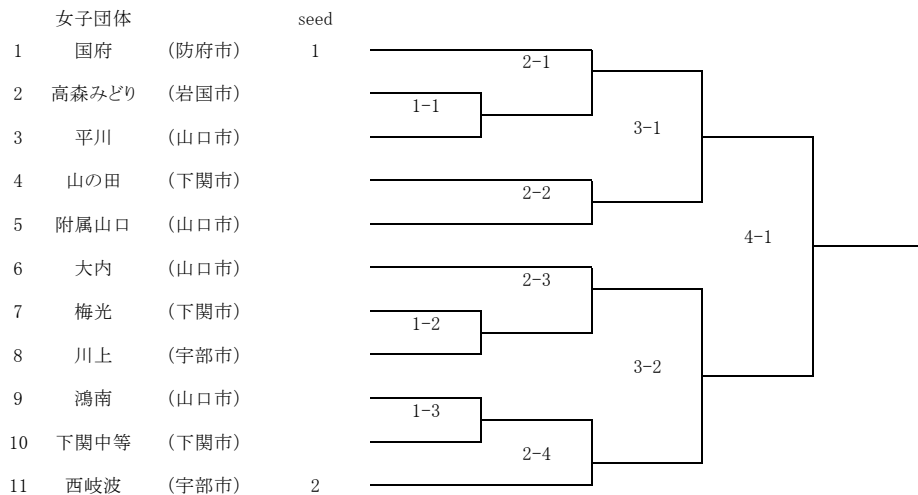 女子団体 seed
1 国府 (防府市) 1
2-1
2 高森みどり (岩国市)
1-1
3 平川 (山口市)
3-1
4 山の田 (下関市)
2-2
5 附属山口 (山口市)
4-1
6 大内 (山口市)
2-3
7 梅光 (下関市)
1-2
8 川上 (宇部市)
3-2
9 鴻南 (山口市)
1-3
10 下関中等 (下関市)
2-4
11 西岐波 (宇部市) 2